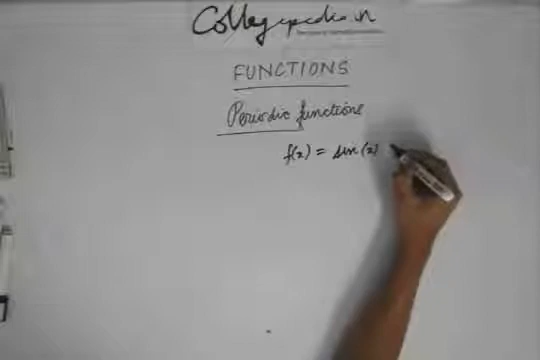 Collegepedia.in
FUNCTIONS
Periodic functions
f(x) = sin(x)